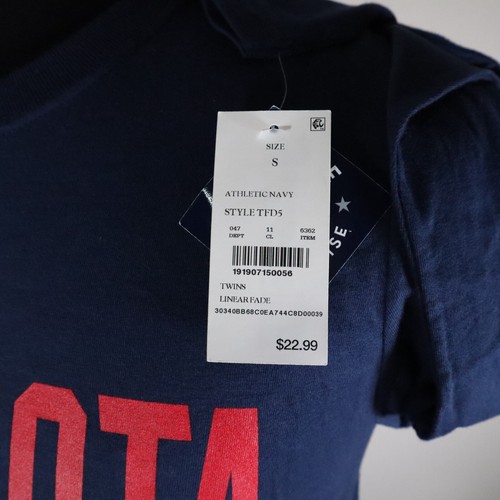 SIZE
S
ATHLETIC NAVY
STYLE TFD5
047 11 6362
DEPT CL ITEM
191907150056
TWINS
LINEAR FADE
30340BB68C0EA744C8D00039
$22.99
OTA